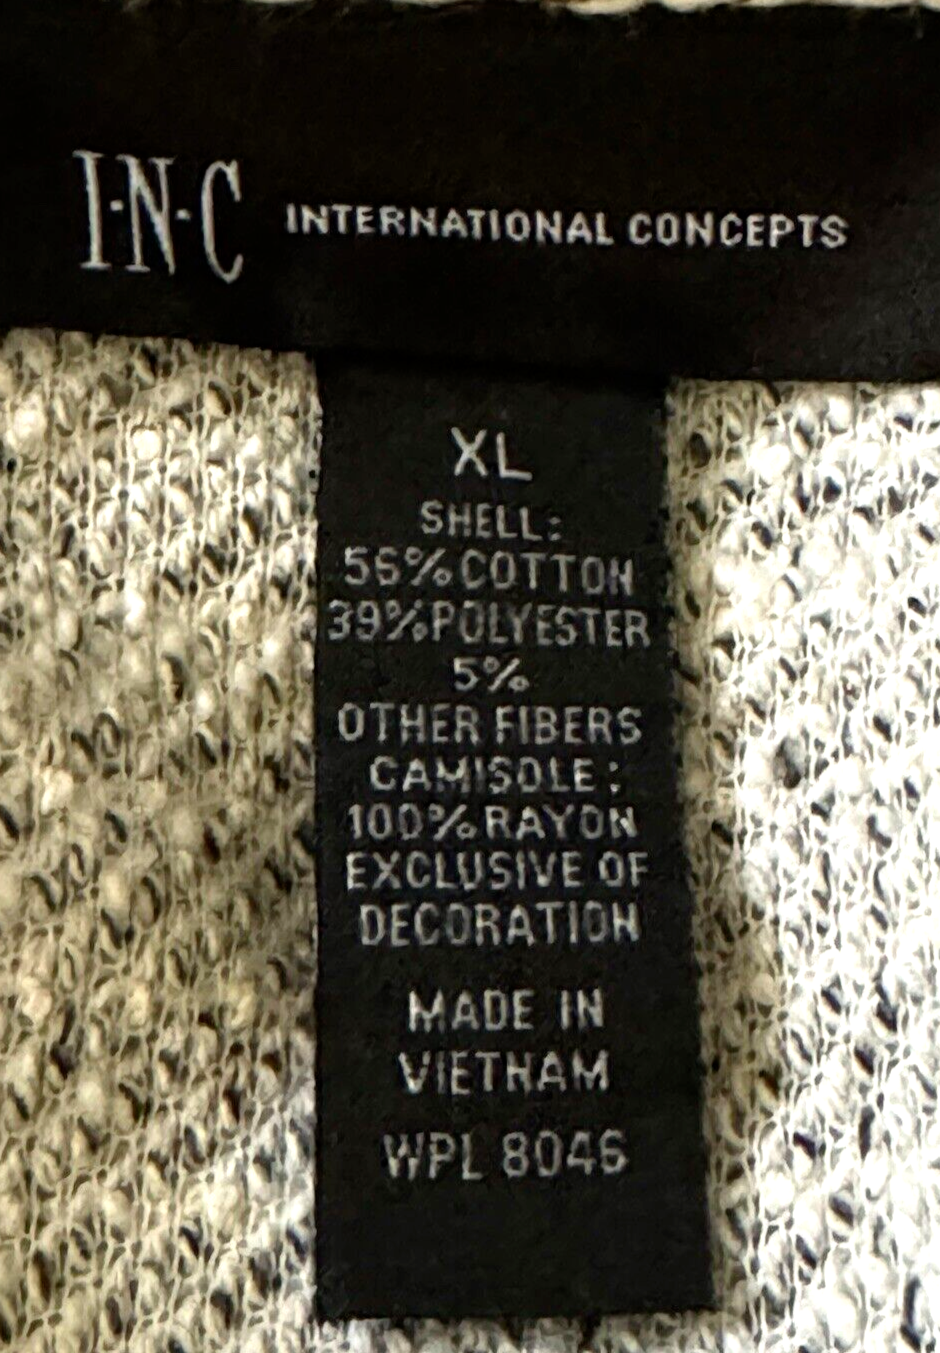 I·N·C INTERNATIONAL CONCEPTS
XL
SHELL:
56% COTTON
39% POLYESTER
5%
OTHER FIBERS
CAMISOLE:
100% RAYON
EXCLUSIVE OF
DECORATION
MADE IN
VIETNAM
WPL 8046